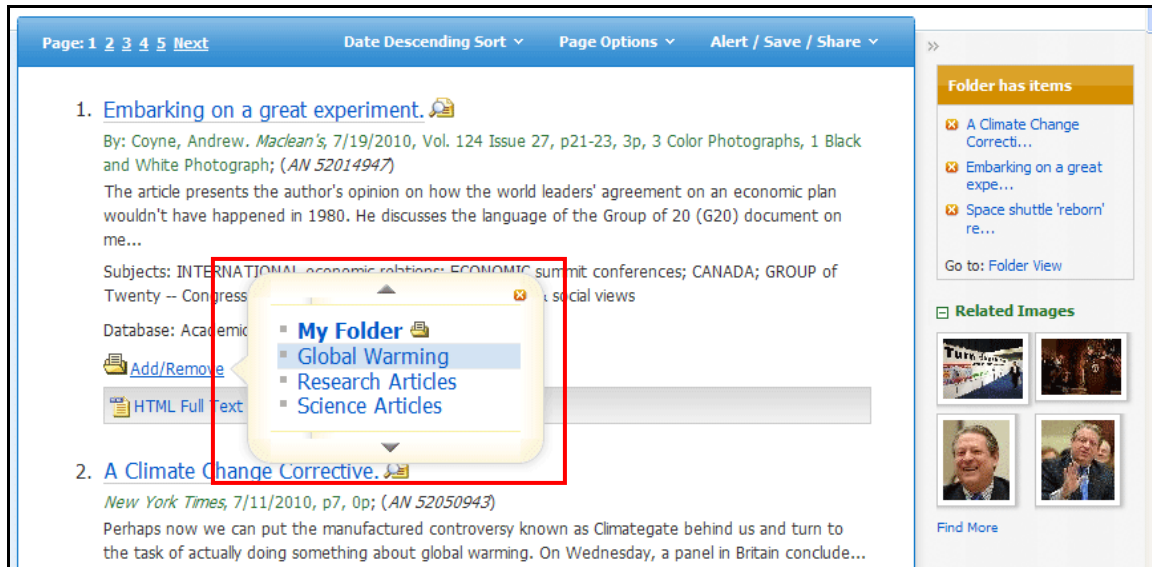 Page: 1 2 3 4 5 Next
Date Descending Sort
Page Options
Alert / Save / Share
1. Embarking on a great experiment.
By: Coyne, Andrew. Maclean's, 7/19/2010, Vol. 124 Issue 27, p21-23, 3p, 3 Color Photographs, 1 Black
and White Photograph; (AN 52014947)
The article presents the author's opinion on how the world leaders' agreement on an economic plan
wouldn't have happened in 1980. He discusses the language of the Group of 20 (G20) document on
me...
Subjects: INTERNATIONAL economic relations; ECONOMIC summit conferences; CANADA; GROUP of
Twenty -- Congress & social views
Database: Academic
Add/Remove
HTML Full Text
My Folder
Global Warming
Research Articles
Science Articles
2. A Climate Change Corrective.
New York Times, 7/11/2010, p7, 0p; (AN 52050943)
Perhaps now we can put the manufactured controversy known as Climategate behind us and turn to
the task of actually doing something about global warming. On Wednesday, a panel in Britain conclude...
Folder has items
A Climate Change
Correcti...
Embarking on a great
expe...
Space shuttle 'reborn'
re...
Go to: Folder View
Related Images
Turn
Find More